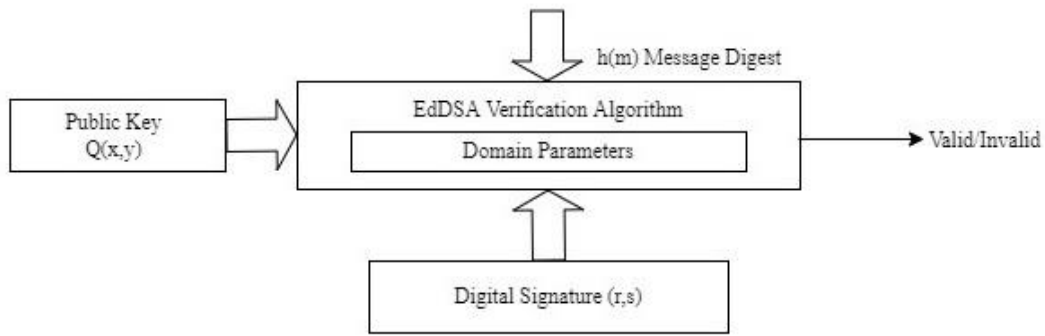 h(m) Message Digest
EdDSA Verification Algorithm
Public Key
Q(x,y)
Domain Parameters
Valid/Invalid
Digital Signature (r,s)